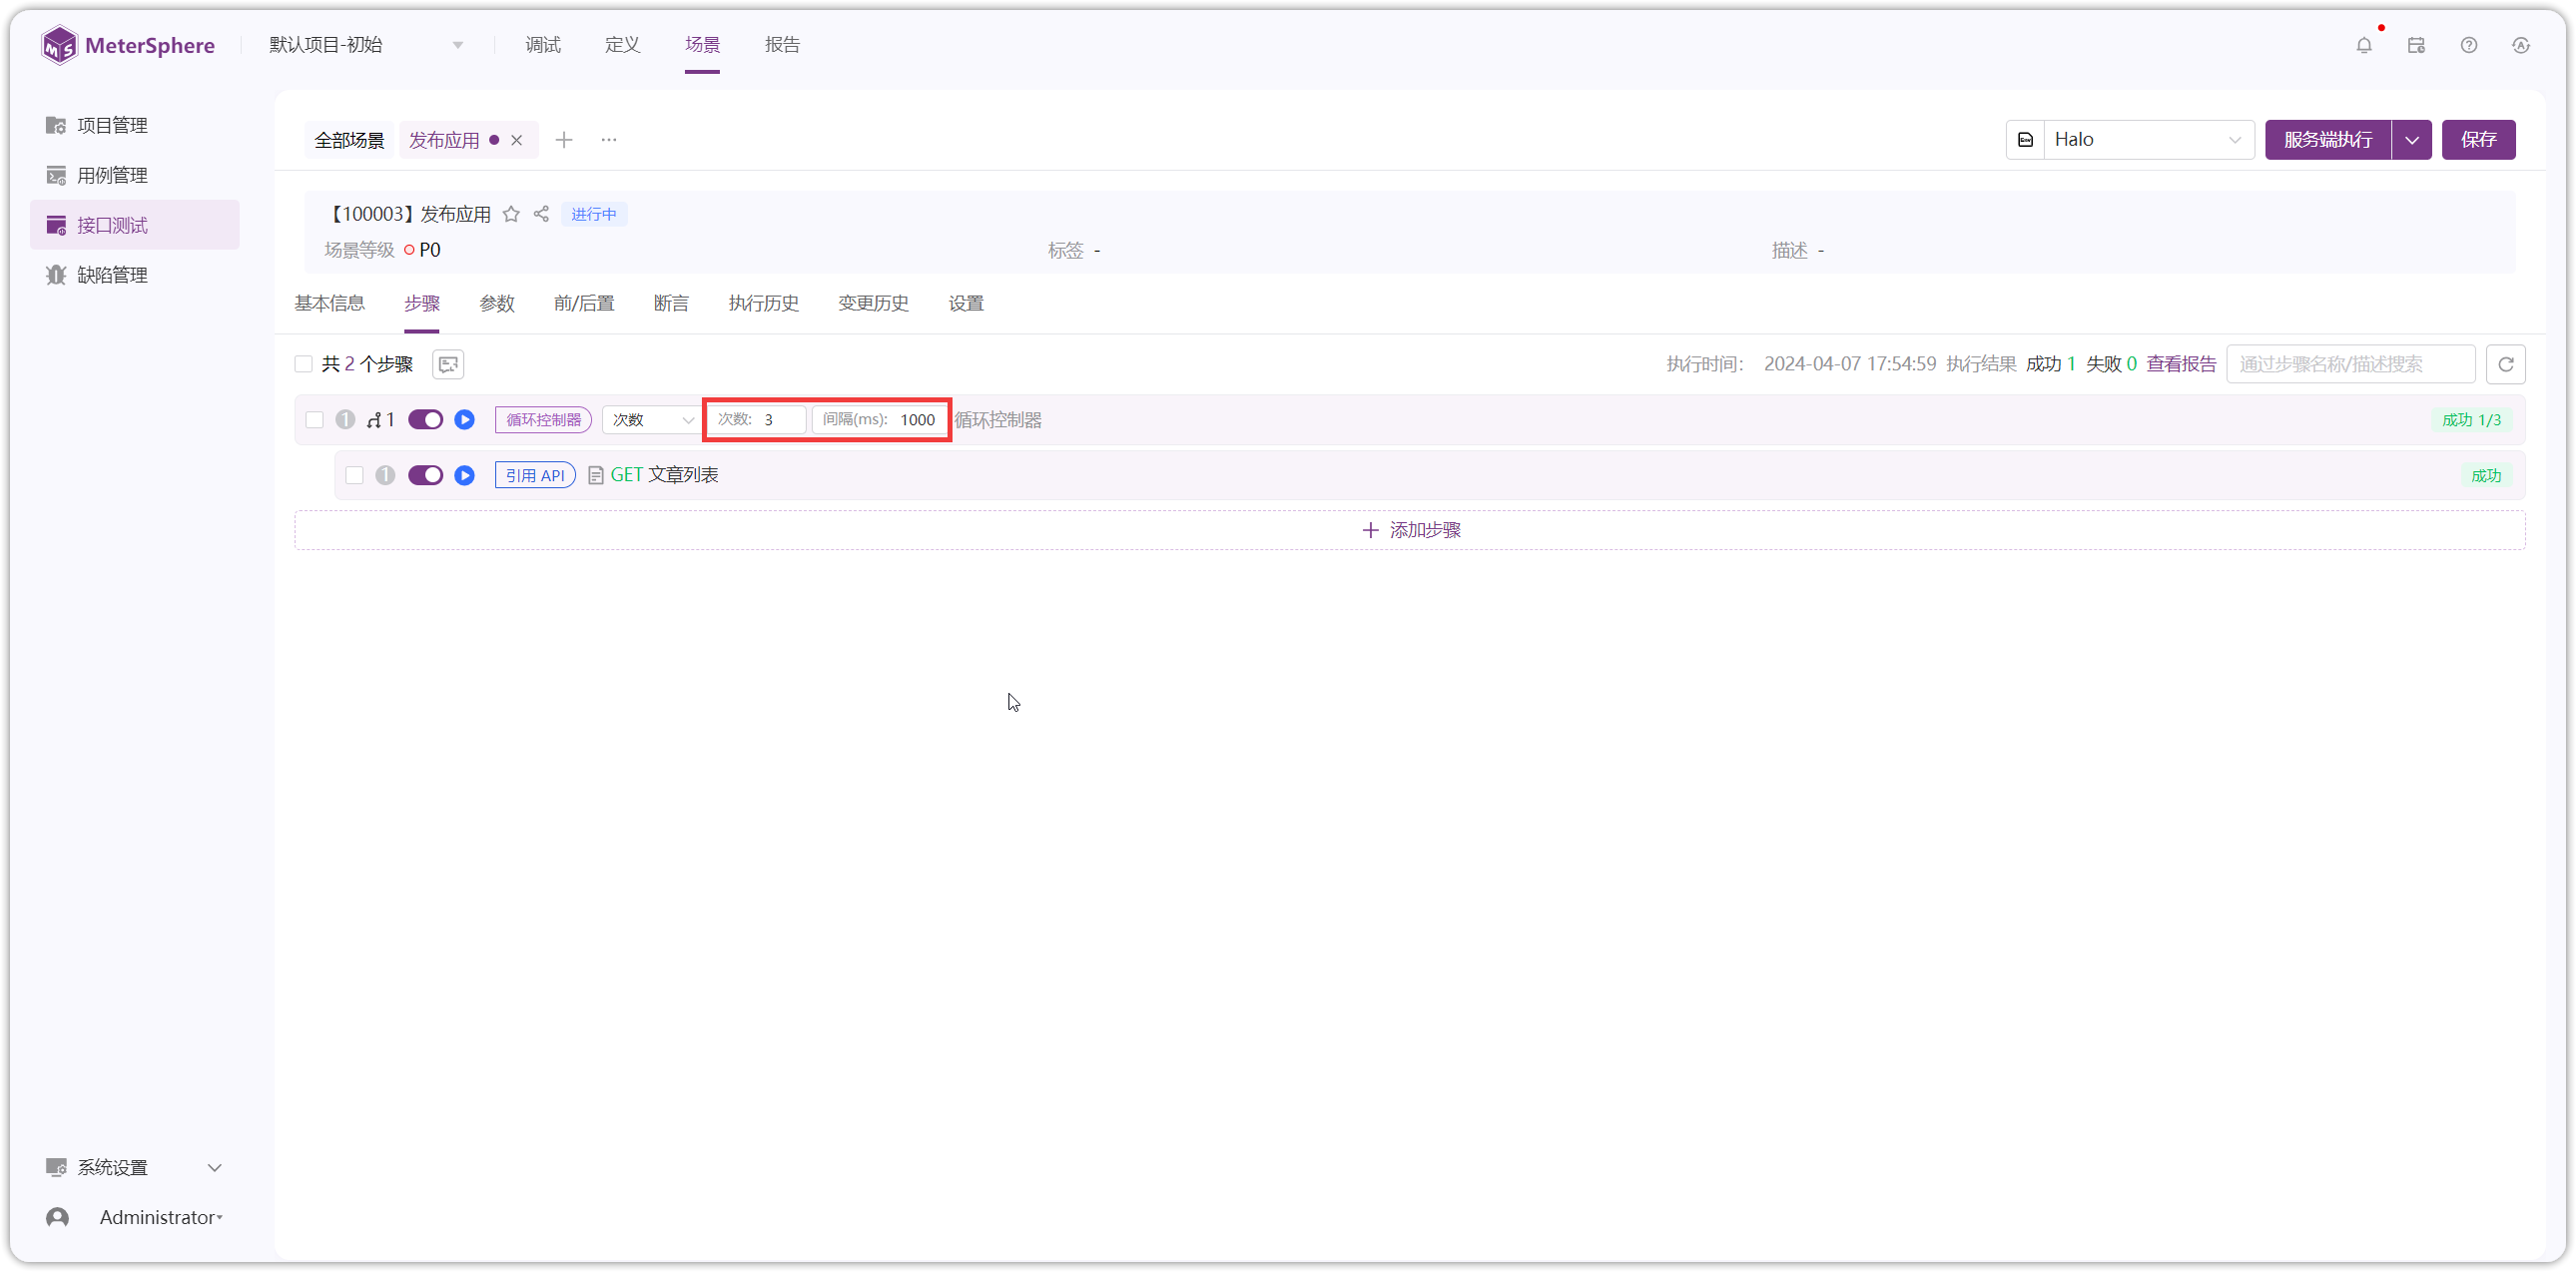 MeterSphere 默认项目-初始 调试 定义 场景 报告
项目管理
用例管理
接口测试
缺陷管理
全部场景 发布应用 Halo 服务端执行 保存
【100003】发布应用 进行中
场景等级 P0 标签 - 描述 -
基本信息 步骤 参数 前/后置 断言 执行历史 变更历史 设置
共 2 个步骤 执行时间： 2024-04-07 17:54:59 执行结果 成功 1 失败 0 查看报告 通过步骤名称/描述搜索
1 1 循环控制器 次数 次数: 3 间隔(ms): 1000 循环控制器 成功 1/3
1 引用 API GET 文章列表 成功
添加步骤
系统设置
Administrator